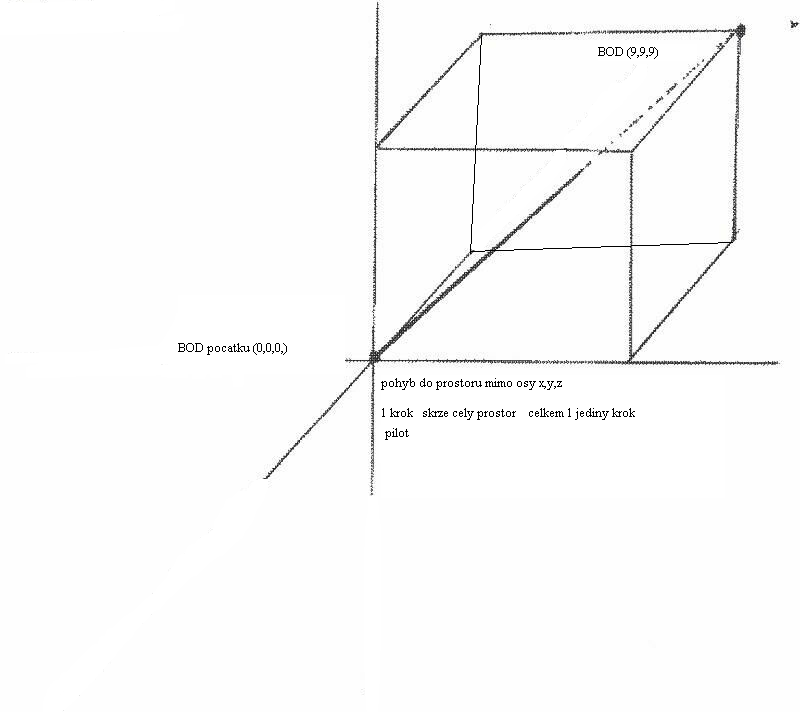 BOD (9,9,9)
BOD pocatku (0,0,0,)
pohyb do prostoru mimo osy x,y,z
1 krok skrze cely prostor celkem 1 jediny krok
pilot